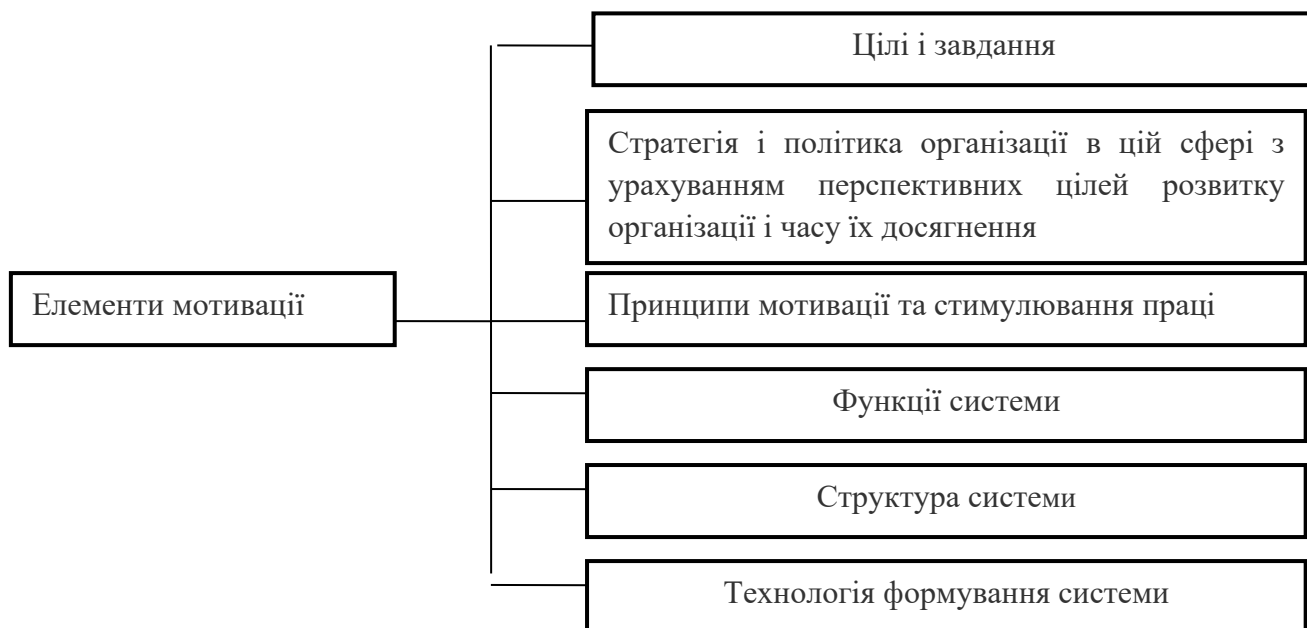 Цілі і завдання
Стратегія і політика організації в цій сфері з
урахуванням перспективних цілей розвитку
організації і часу їх досягнення
Елементи мотивації
Принципи мотивації та стимулювання праці
Функції системи
Структура системи
Технологія формування системи